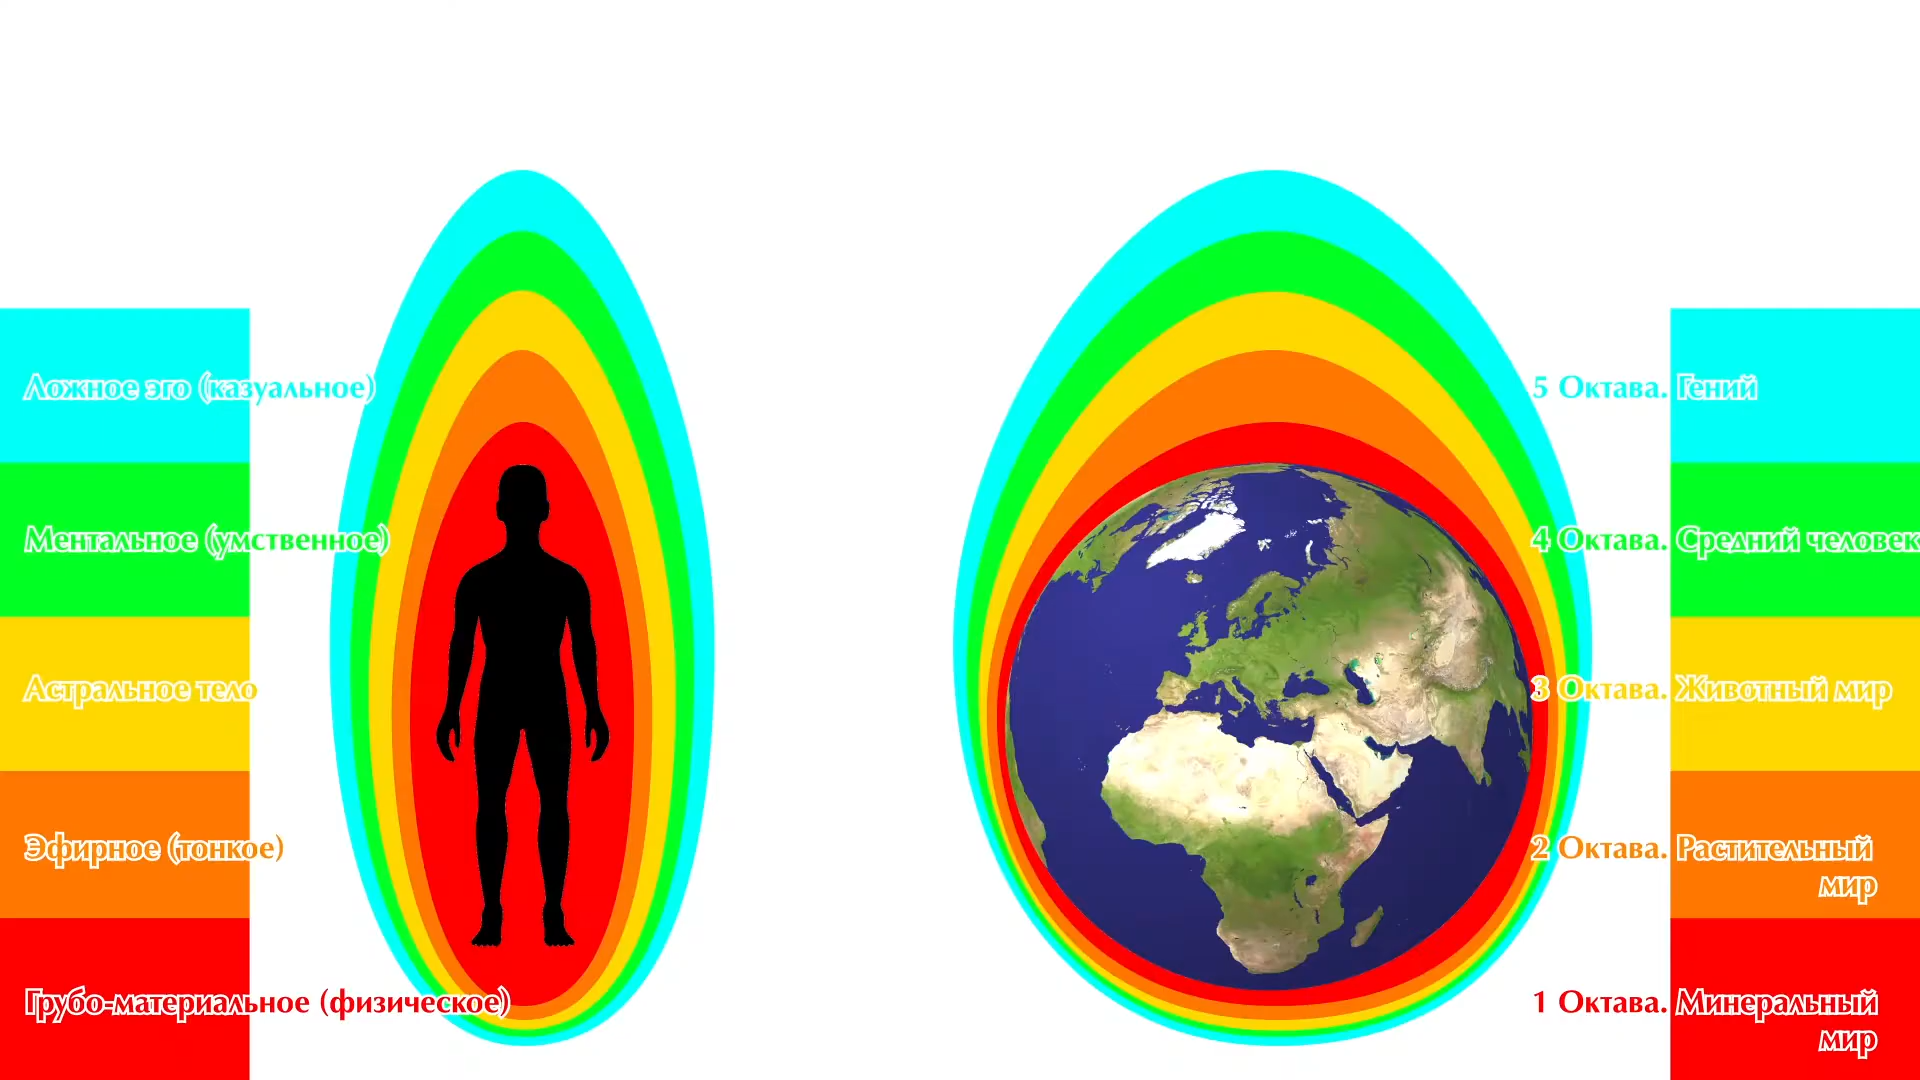 Ложное эго (казуальное)
Ментальное (умственное)
Астральное тело
Эфирное (тонкое)
Грубо-материальное (физическое)
5 Октава. Гений
4 Октава. Средний человек
3 Октава. Животный мир
2 Октава. Растительный
мир
1 Октава. Минеральный
мир